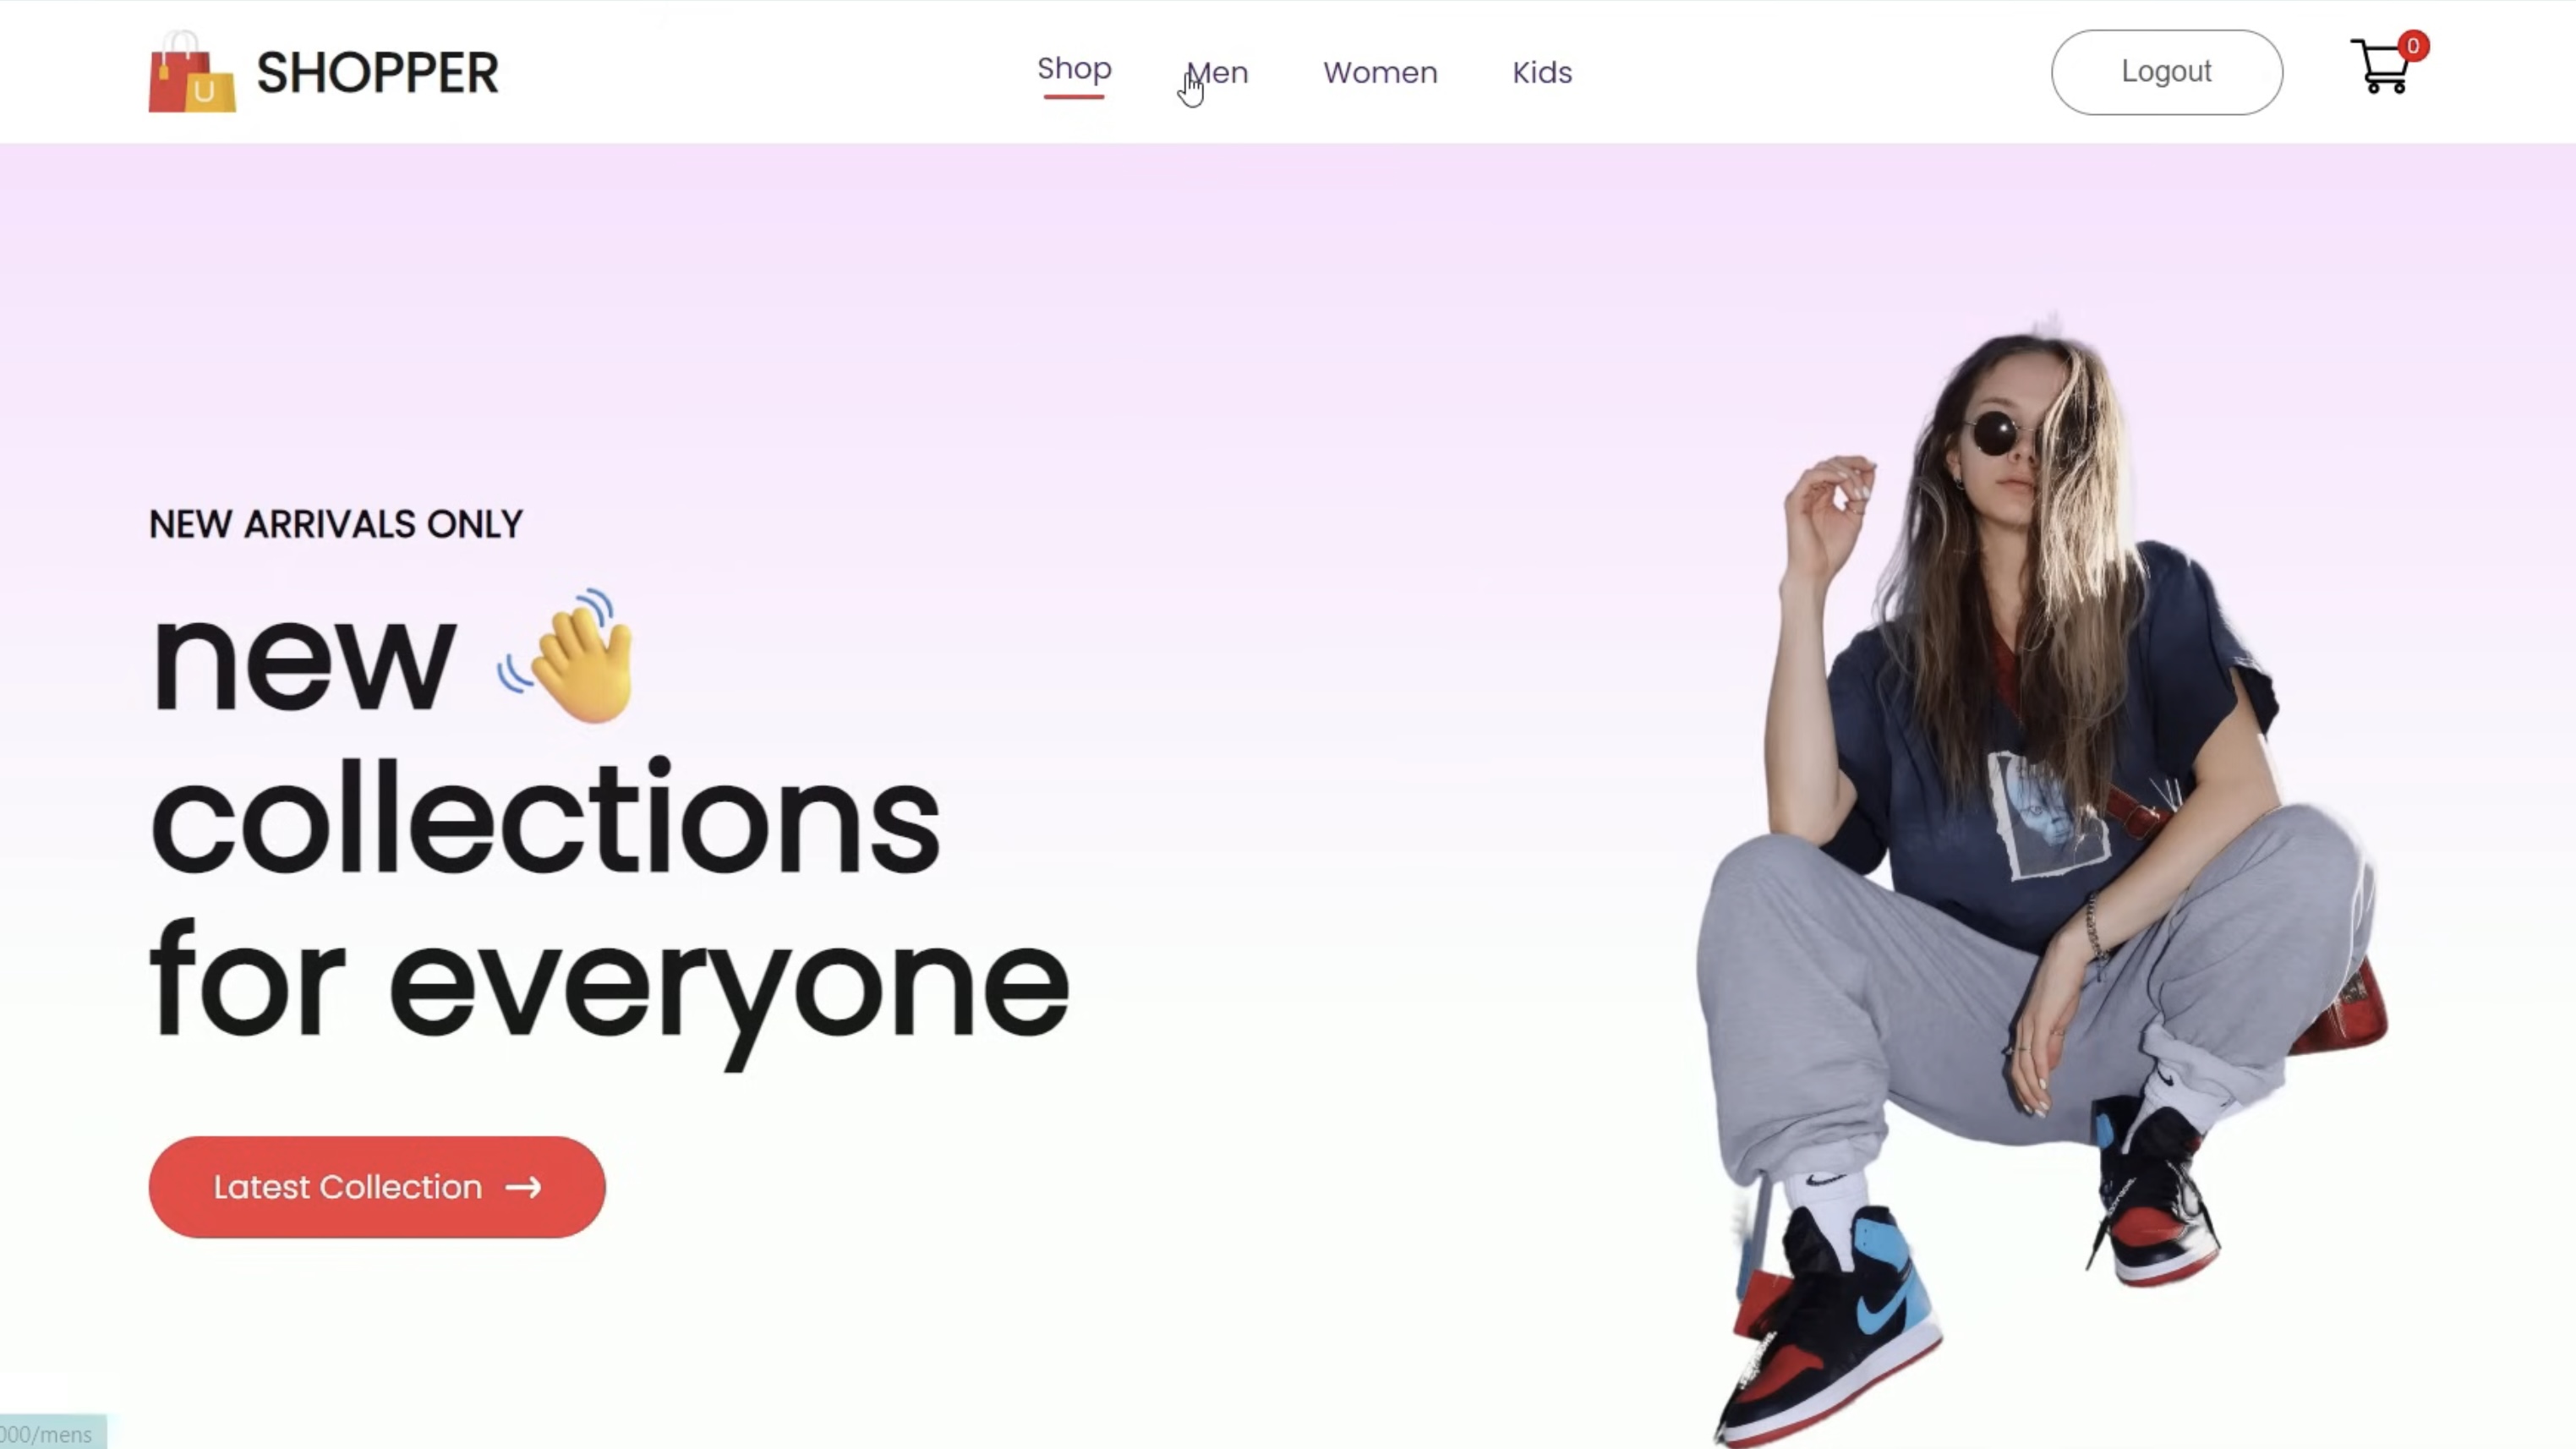 SHOPPER
Shop Men Women Kids
Logout
0
NEW ARRIVALS ONLY
new 👋
collections
for everyone
Latest Collection →
000/mens